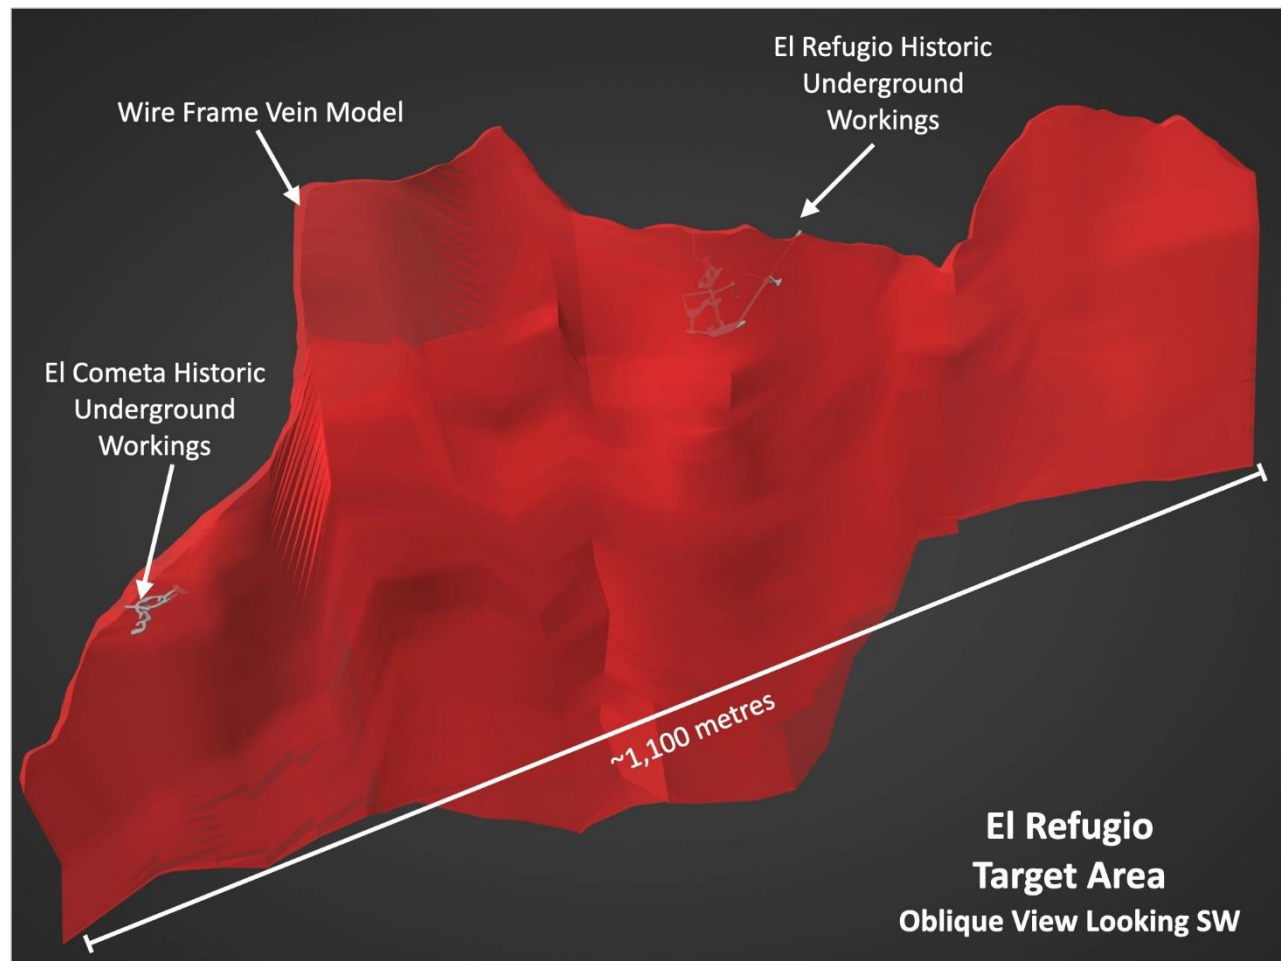 El Refugio Historic
Underground
Workings
Wire Frame Vein Model
El Cometa Historic
Underground
Workings
~1,100 metres
El Refugio
Target Area
Oblique View Looking SW